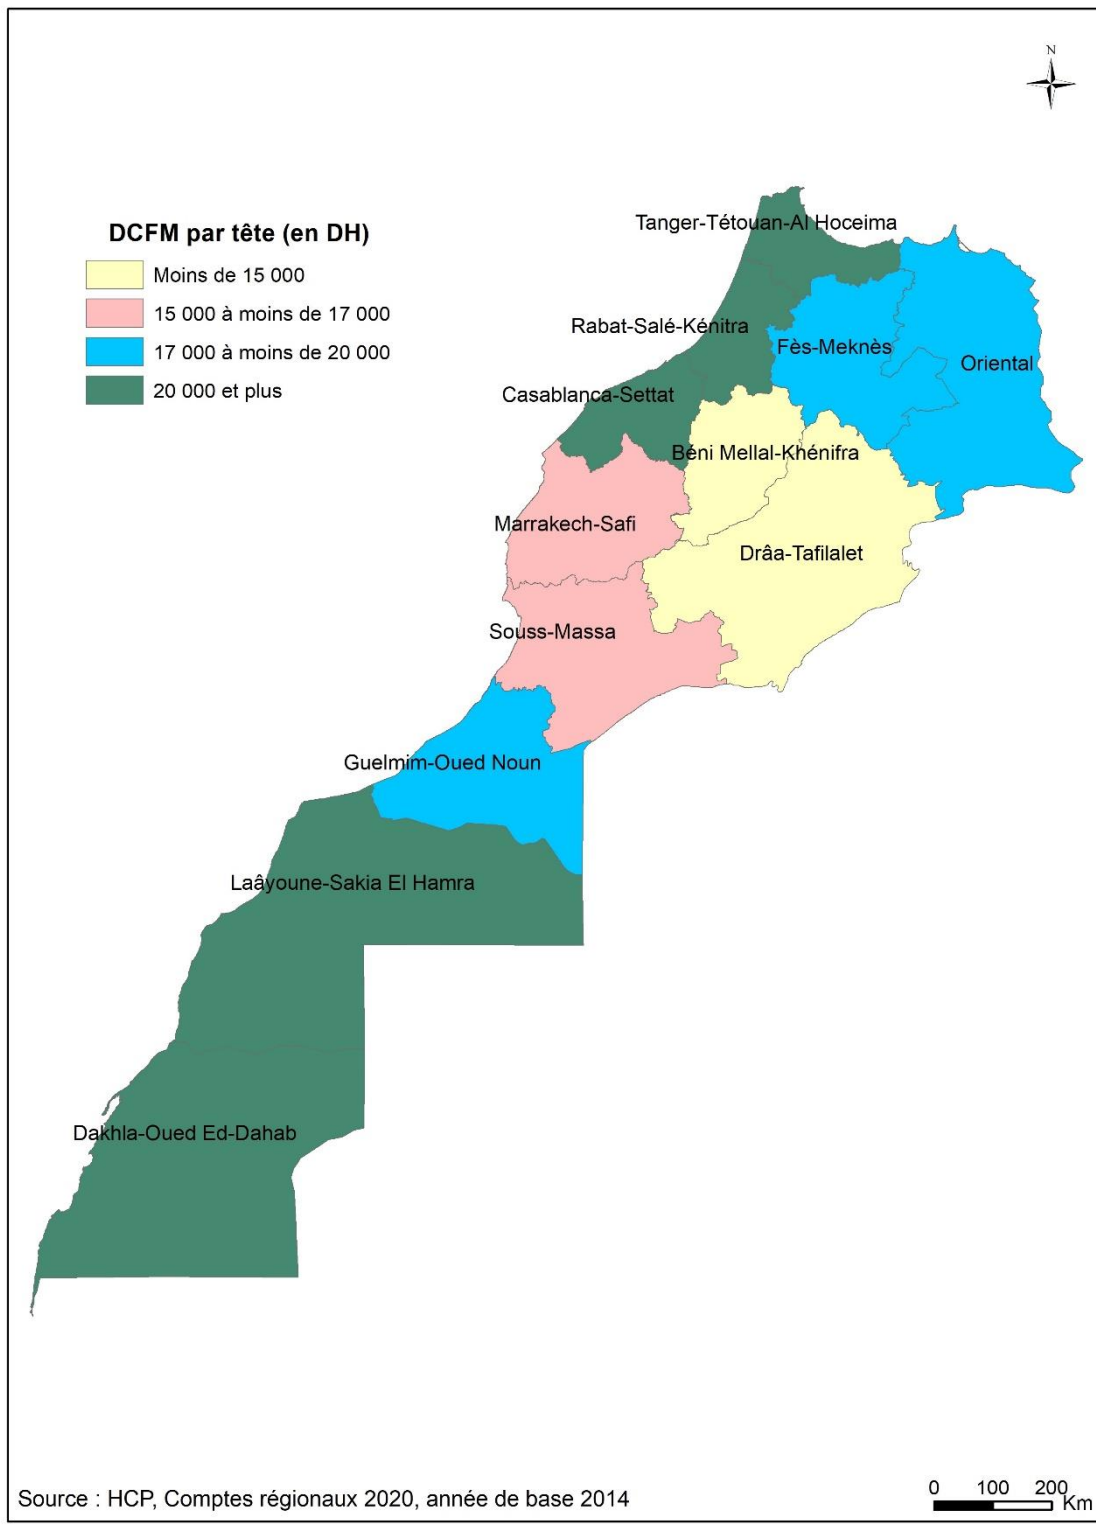 N
DCFM par tête (en DH)
Moins de 15 000
15 000 à moins de 17 000
17 000 à moins de 20 000
20 000 et plus
Tanger-Tétouan-Al Hoceima
Rabat-Salé-Kénitra
Fès-Meknès
Oriental
Casablanca-Settat
Béni Mellal-Khénifra
Marrakech-Safi
Drâa-Tafilalet
Souss-Massa
Guelmim-Oued Noun
Laâyoune-Sakia El Hamra
Dakhla-Oued Ed-Dahab
Source : HCP, Comptes régionaux 2020, année de base 2014
0 100 200
Km